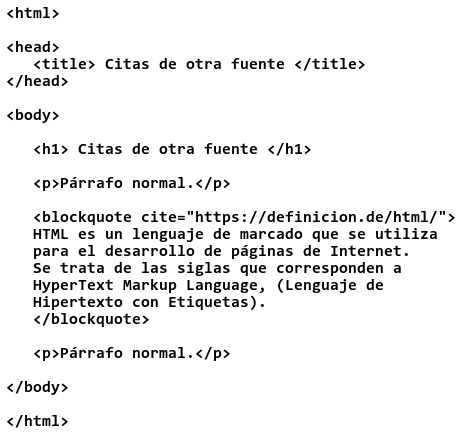 <html>
<head>
<title> Citas de otra fuente </title>
</head>
<body>
<h1> Citas de otra fuente </h1>
<p>Párrafo normal.</p>
<blockquote cite="https://definicion.de/html/">
HTML es un lenguaje de marcado que se utiliza
para el desarrollo de páginas de Internet.
Se trata de las siglas que corresponden a
HyperText Markup Language, (Lenguaje de
Hipertexto con Etiquetas).
</blockquote>
<p>Párrafo normal.</p>
</body>
</html>